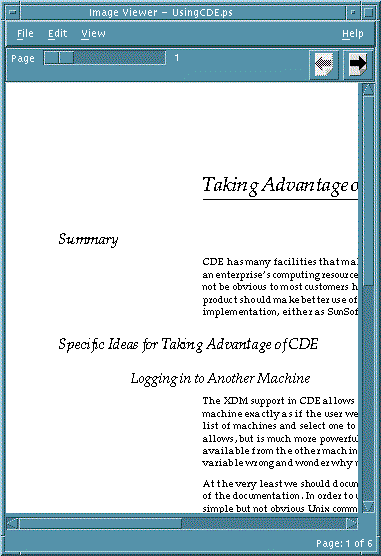 Image Viewer – UsingCDE.ps
File Edit View Help
Page 1
Taking Advantage o
Summary
CDE has many facilities that mal
an enterprise's computing resource
not be obvious to most customers h
product should make better use of
implementation, either as SunSof
Specific Ideas for Taking Advantage of CDE
Logging in to Another Machine
The XDM support in CDE allows
machine exactly as if the user we
list of machines and select one to
allows, but is much more powerful
available from the other machin
variable wrong and wonder why
At the very least we should docum
of the documentation. In order to
simple but not obvious Unix comm
Page: 1 of 6